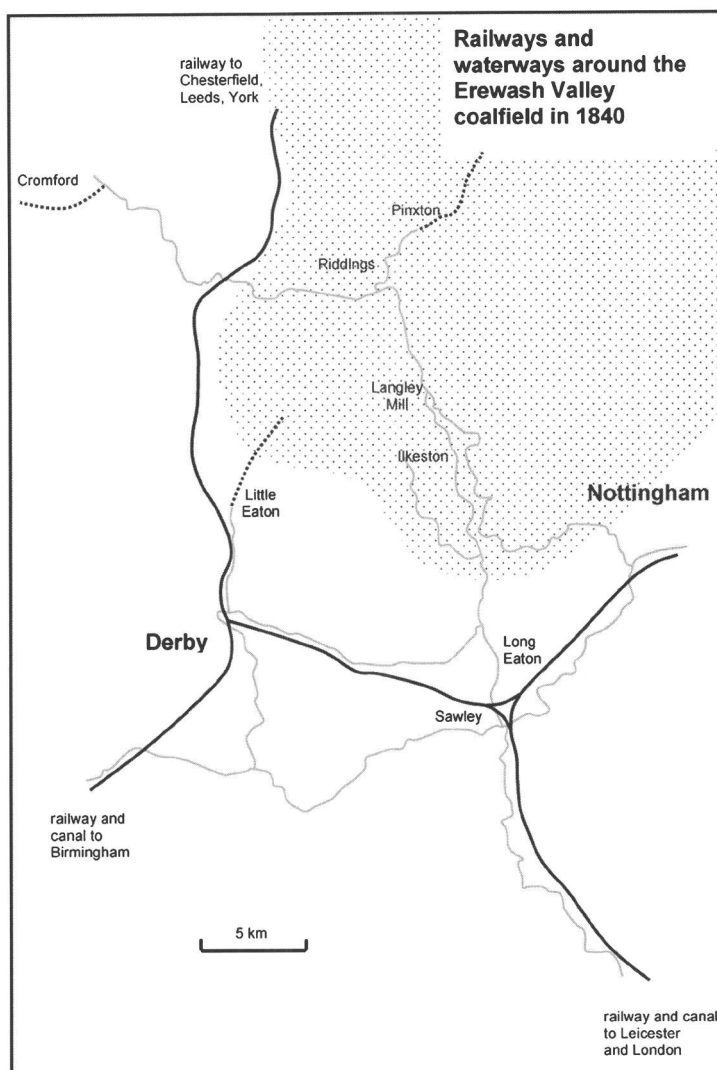 Railways and
waterways around the
Erewash Valley
coalfield in 1840
railway to
Chesterfield,
Leeds, York
Cromford
Pinxton
Riddings
Langley
Mill
Ilkeston
Little
Eaton
Nottingham
Derby
Long
Eaton
Sawley
railway and
canal to
Birmingham
5 km
railway and canal
to Leicester
and London